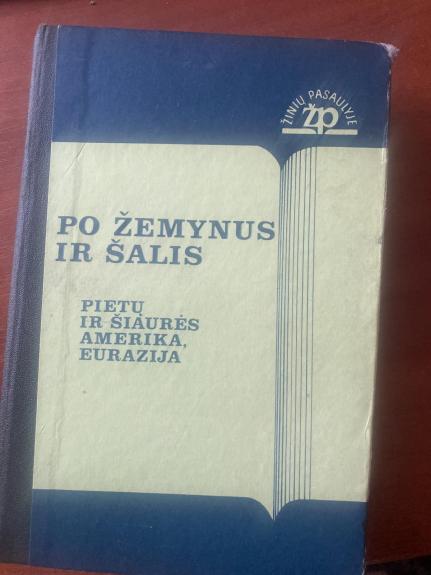 ŽINIŲ PASAULYJE
žp
PO ŽEMYNUS
IR ŠALIS
PIETŲ
IR ŠIAURĖS
AMERIKA,
EURAZIJA